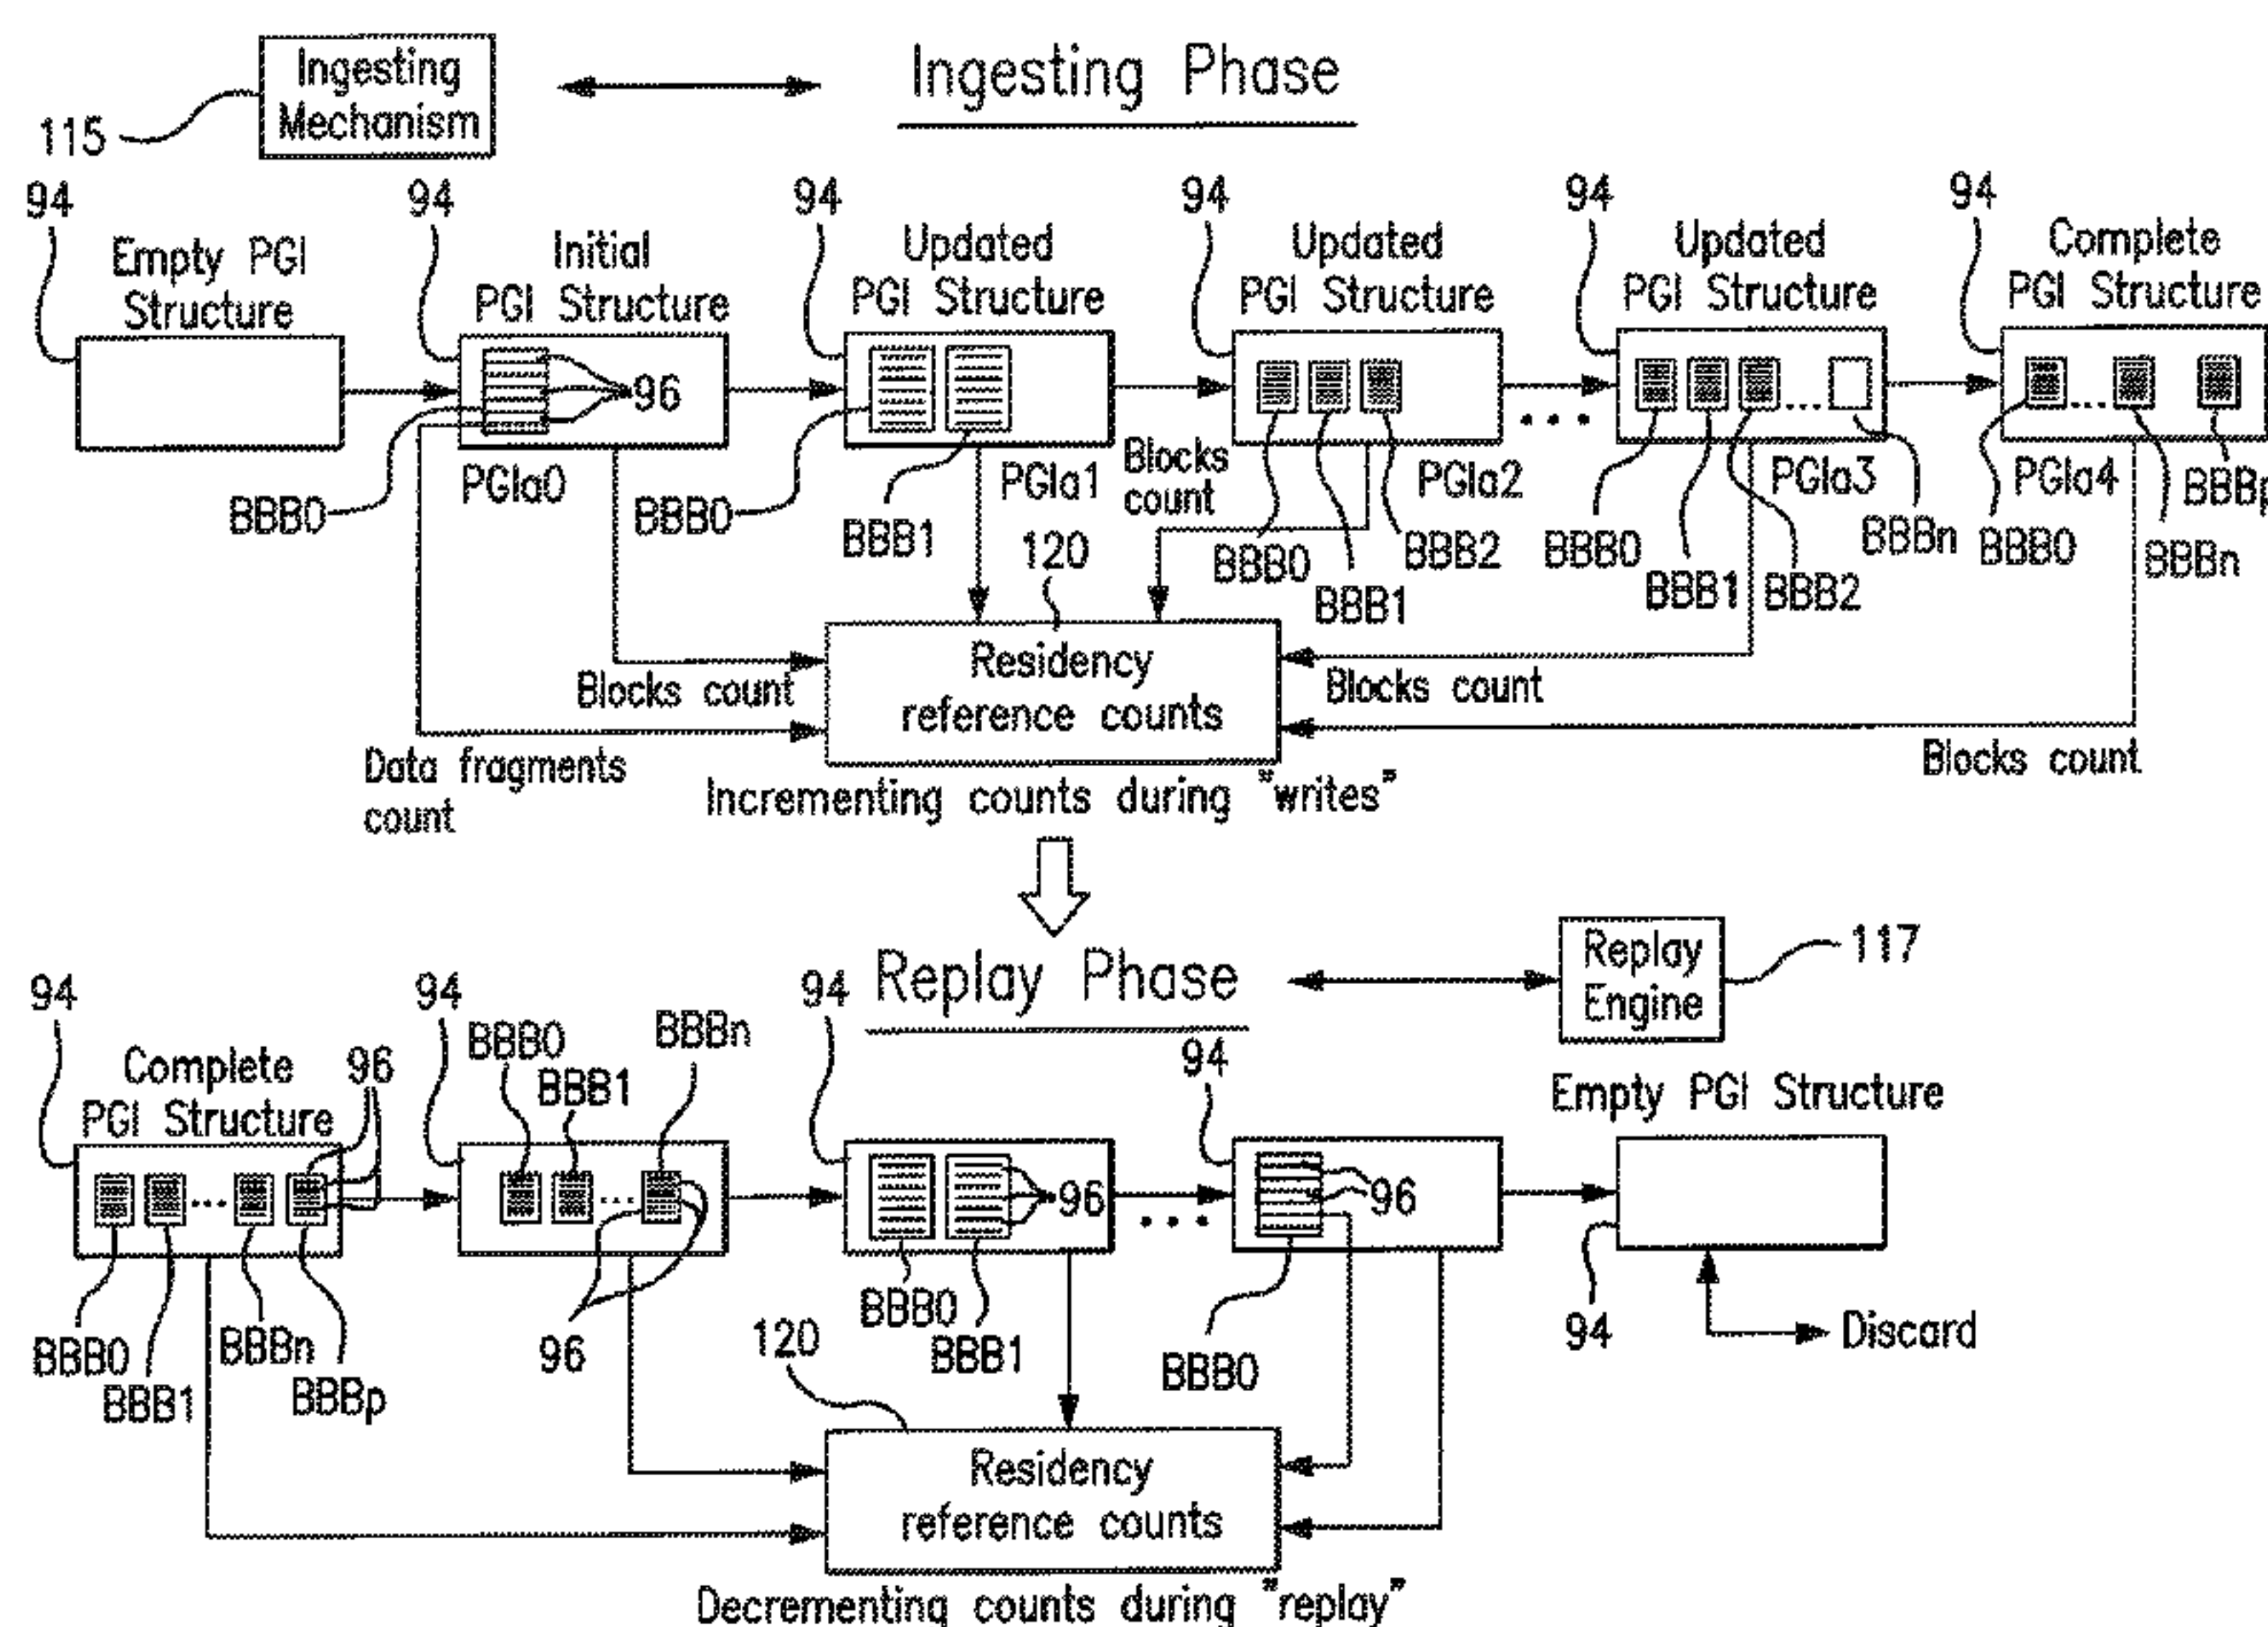 Ingesting
Mechanism
Ingesting Phase
115
94
94
94
94
94
94
Empty PGI
Structure
Initial
PGI Structure
Updated
PGI Structure
Updated
PGI Structure
Updated
PGI Structure
Complete
PGI Structure
96
PGIa0
PGIa1
PGIa2
PGIa3
PGIa4
BBB0
BBB0
BBB1
Blocks
count
BBB0
BBB1
BBB2
BBB0
BBB1
BBB2
BBBn
BBB0
BBBn
BBBp
120
Residency
reference counts
Blocks count
Blocks count
Data fragments
count
Blocks count
Incrementing counts during "writes"
Replay Phase
Replay
Engine
117
94
94
94
94
Complete
PGI Structure
96
BBB0
BBB1
BBBn
96
96
Empty PGI Structure
BBB0
BBB1
BBBn
BBBp
96
BBB0
BBB1
BBB0
94
Discard
120
Residency
reference counts
Decrementing counts during "replay"